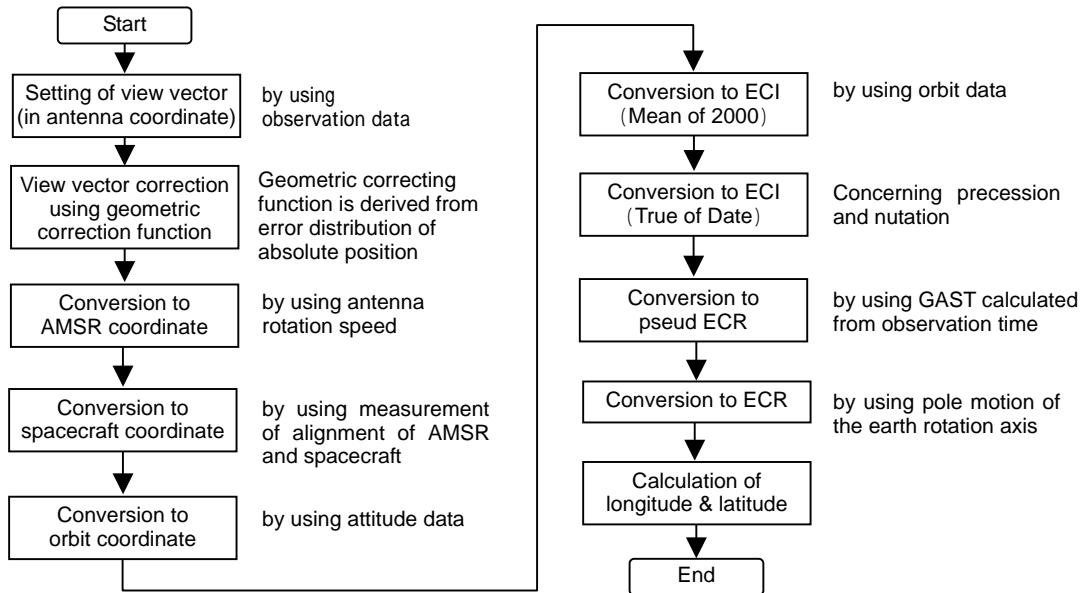 Start
Setting of view vector
(in antenna coordinate)
by using
observation data
View vector correction
using geometric
correction function
Geometric correcting
function is derived from
error distribution of
absolute position
Conversion to
AMSR coordinate
by using antenna
rotation speed
Conversion to
spacecraft coordinate
by using measurement
of alignment of AMSR
and spacecraft
Conversion to
orbit coordinate
by using attitude data
Conversion to ECI
(Mean of 2000)
by using orbit data
Conversion to ECI
(True of Date)
Concerning precession
and nutation
Conversion to
pseud ECR
by using GAST calculated
from observation time
Conversion to ECR
by using pole motion of
the earth rotation axis
Calculation of
longitude & latitude
End